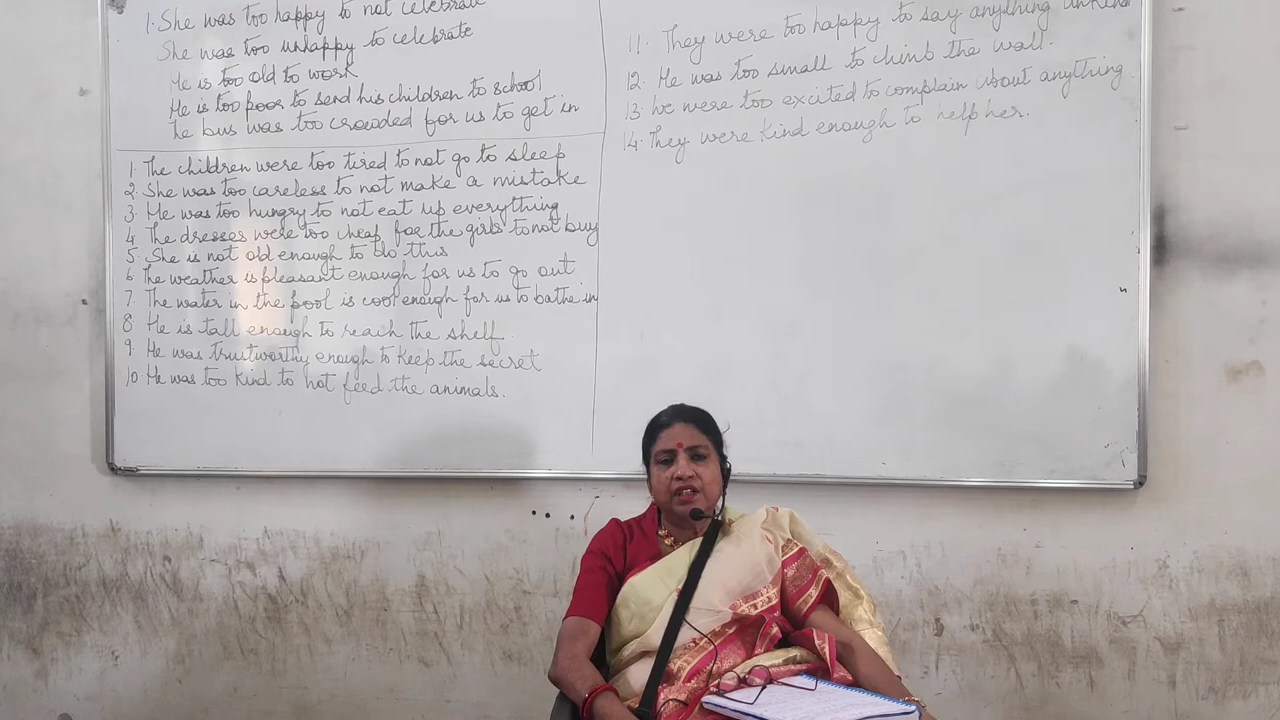 1. She was too happy to not celebrate
She was too unhappy to celebrate
He is too old to work
He is too poor to send his children to school
The bus was too crowded for us to get in
1. The children were too tired to not go to sleep
2. She was too careless to not make a mistake
3. He was too hungry to not eat up everything
4 The dresses were too cheap for the girls to not buy
5. She is not old enough to do this
6. The weather is pleasant enough for us to go out
7. The water in the pool is cool enough for us to bathe in
8 He is tall enough to reach the shelf
9. He was trustworthy enough to keep the secret
10. He was too kind to not feed the animals.
11. They were too happy to say anything unkind
12. He was too small to climb the wall.
13 We were too excited to complain about anything.
14. They were kind enough to help her.